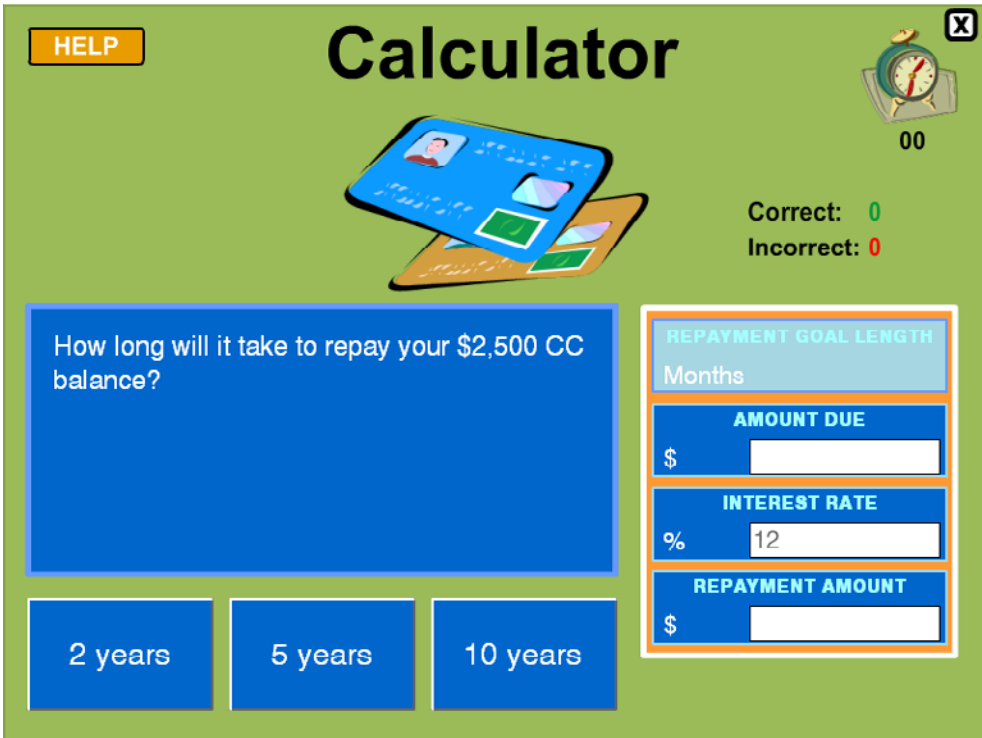 HELP
Calculator
X
00
Correct: 0
Incorrect: 0
How long will it take to repay your $2,500 CC
balance?
2 years
5 years
10 years
REPAYMENT GOAL LENGTH
Months
AMOUNT DUE
$
INTEREST RATE
% 12
REPAYMENT AMOUNT
$